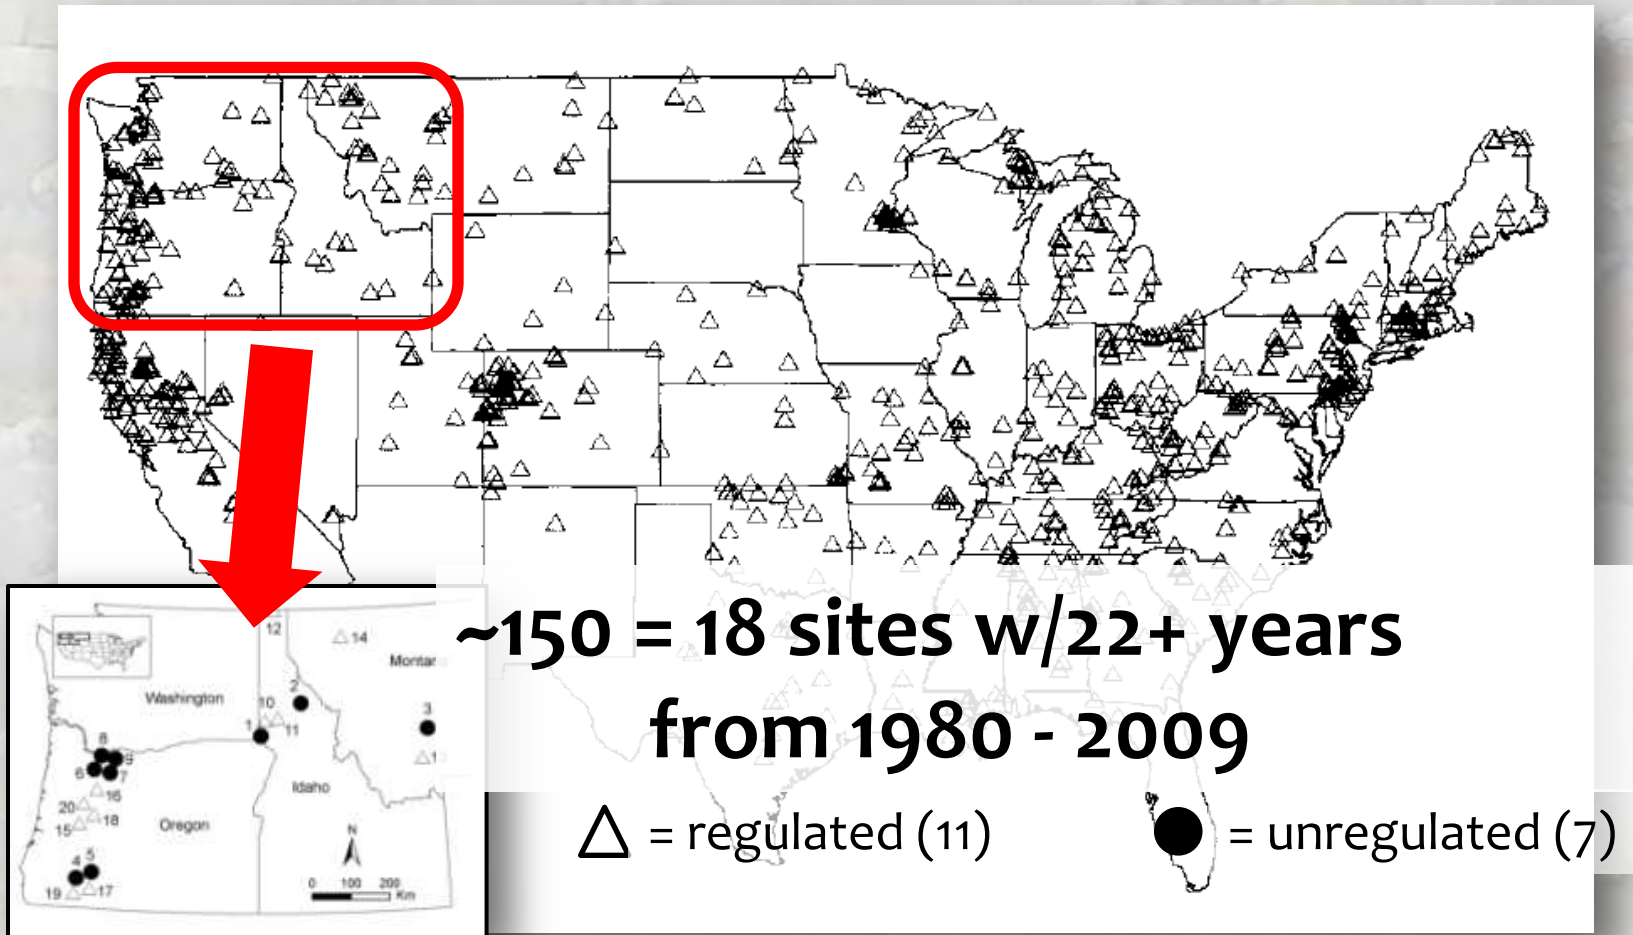 ~150 = 18 sites w/22+ years
from 1980 - 2009
= regulated (11)
= unregulated (7)
12
14
Washington
2
10
11
1
3
8
9
6
7
16
20
18
15
Idaho
Oregon
N
4
5
19
17
0 100 200
Km